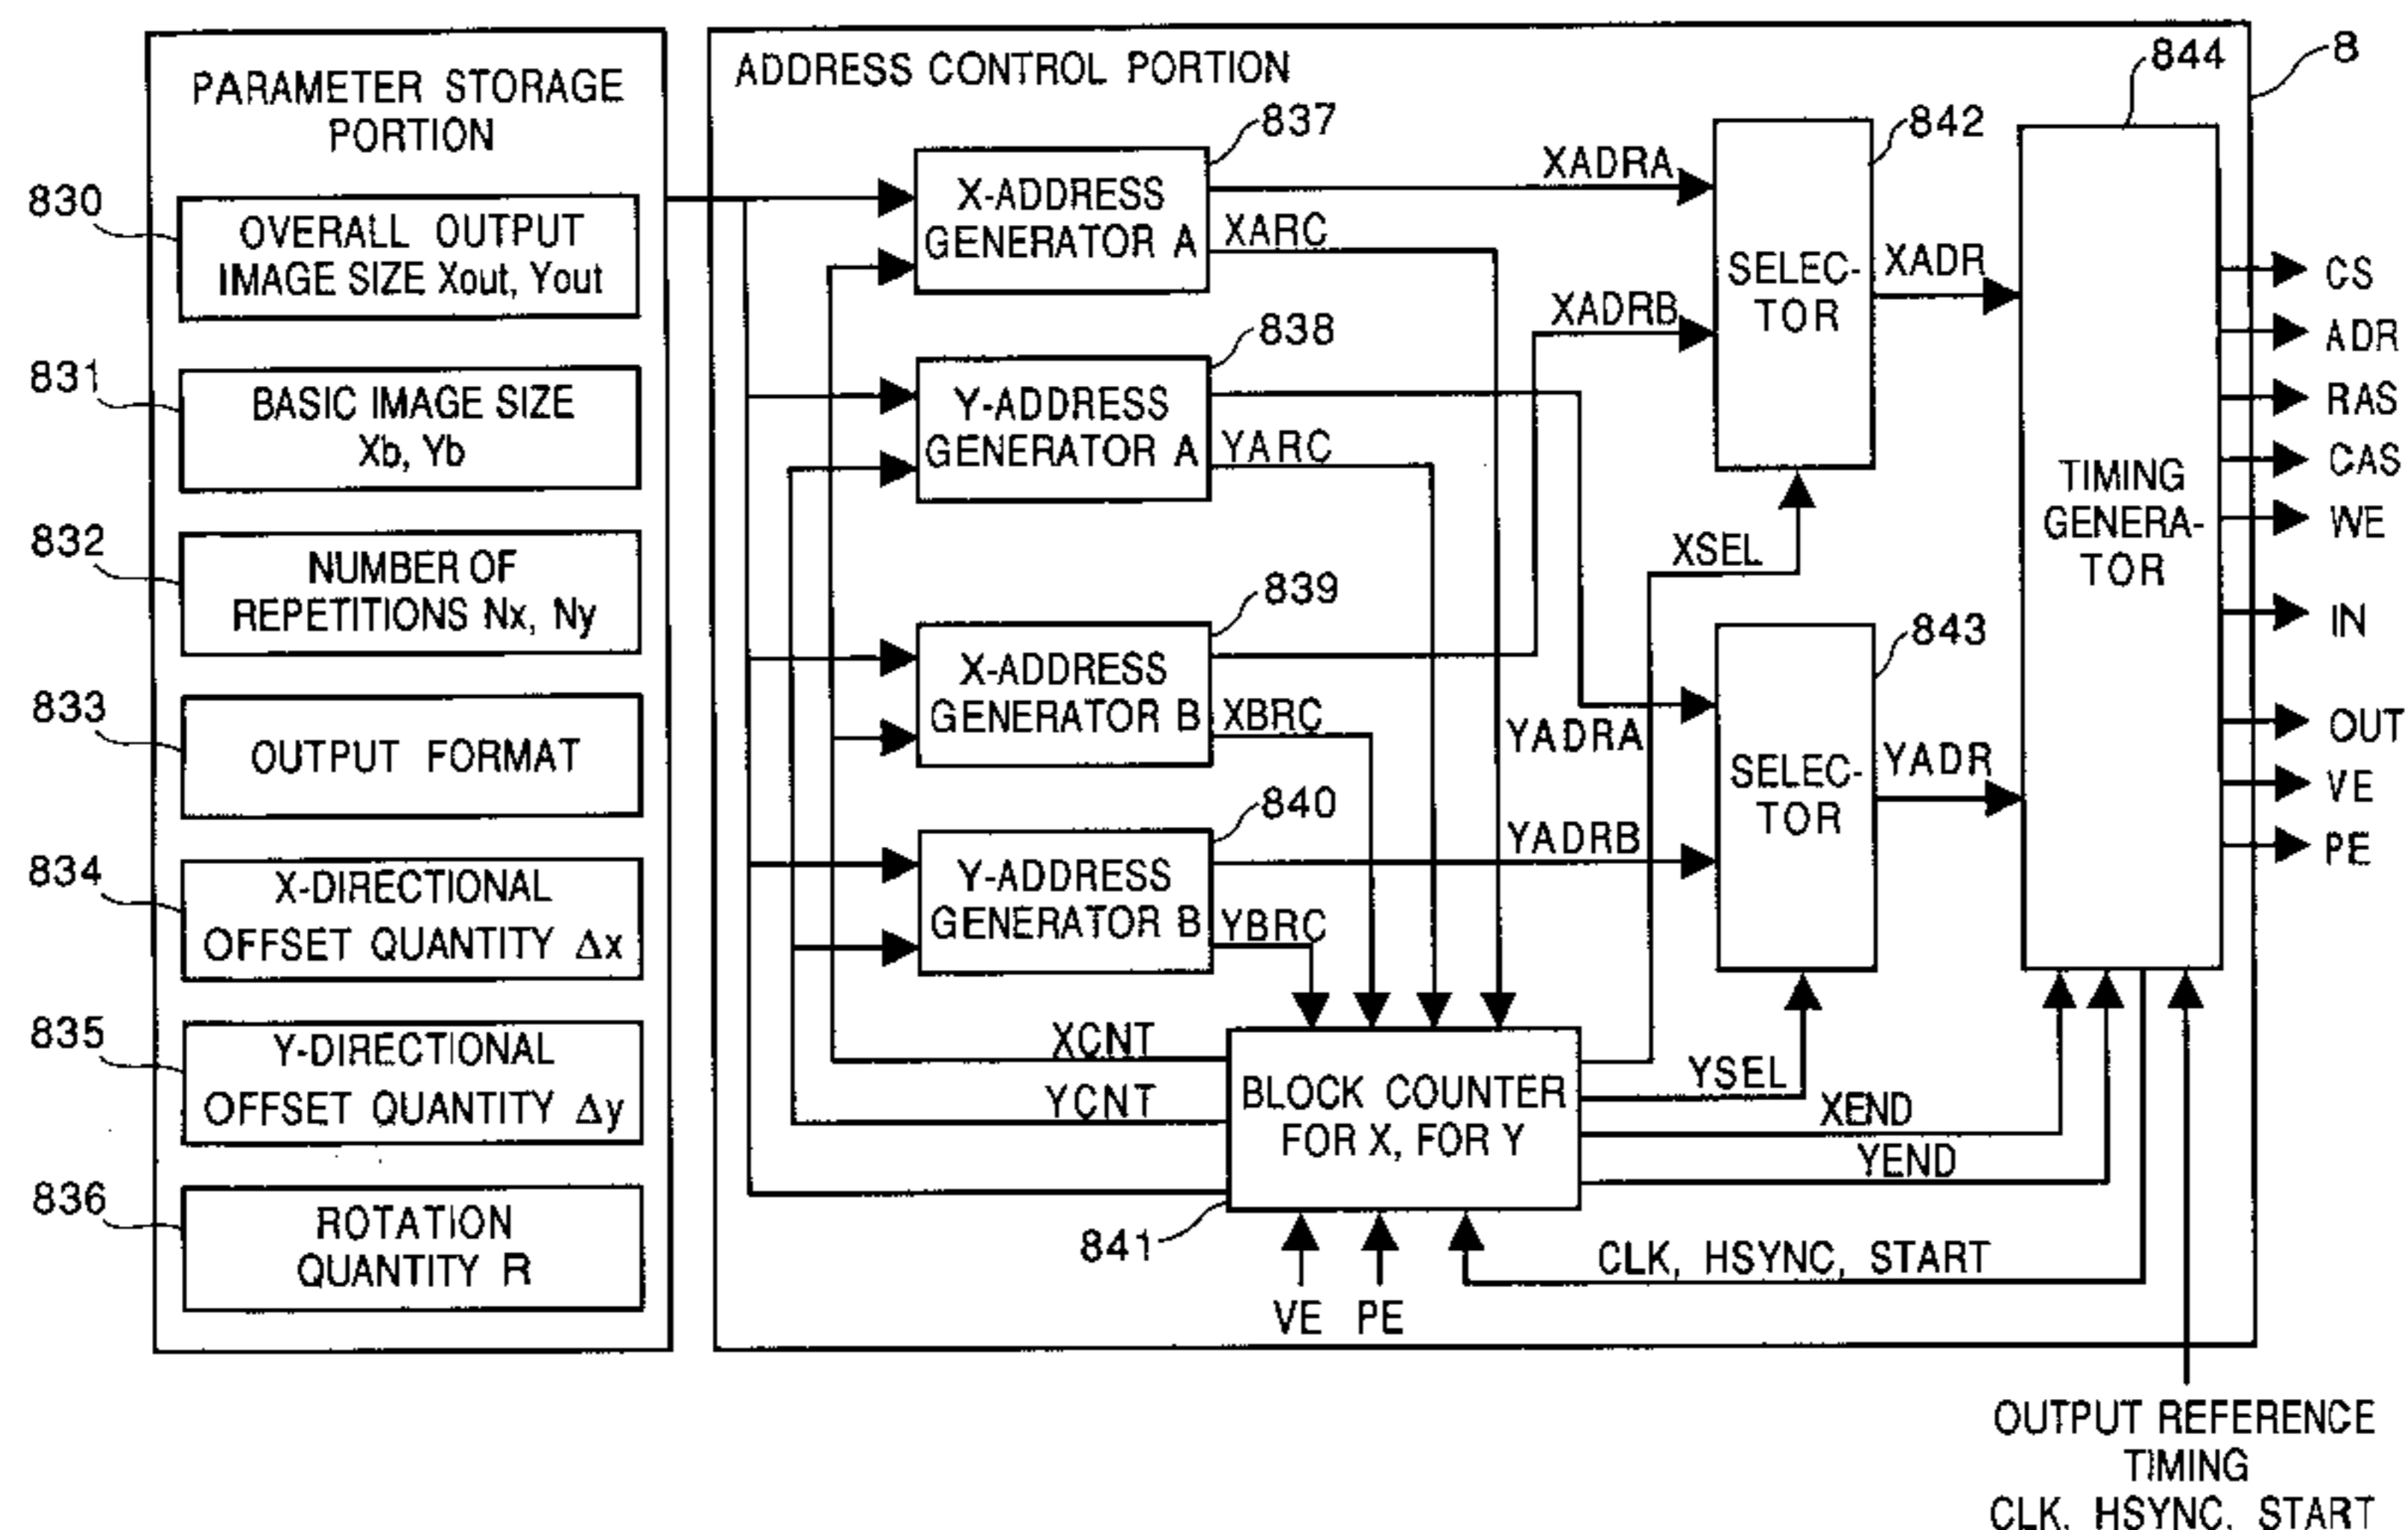 PARAMETER STORAGE
PORTION
830
OVERALL OUTPUT
IMAGE SIZE Xout, Yout
831
BASIC IMAGE SIZE
Xb, Yb
832
NUMBER OF
REPETITIONS Nx, Ny
833
OUTPUT FORMAT
834
X-DIRECTIONAL
OFFSET QUANTITY Δx
835
Y-DIRECTIONAL
OFFSET QUANTITY Δy
836
ROTATION
QUANTITY R
ADDRESS CONTROL PORTION
8
837
X-ADDRESS
GENERATOR A
XADRA
XARC
838
Y-ADDRESS
GENERATOR A
XADRB
YARC
839
X-ADDRESS
GENERATOR B
XBRC
YADRA
840
Y-ADDRESS
GENERATOR B
YADRB
YBRC
842
SELEC-
TOR
XADR
XSEL
843
SELEC-
TOR
YADR
844
TIMING
GENERA-
TOR
CS
ADR
RAS
CAS
WE
IN
OUT
VE
PE
XCNT
YCNT
BLOCK COUNTER
FOR X, FOR Y
841
YSEL
XEND
YEND
CLK, HSYNC, START
VE PE
OUTPUT REFERENCE
TIMING
CLK, HSYNC, START